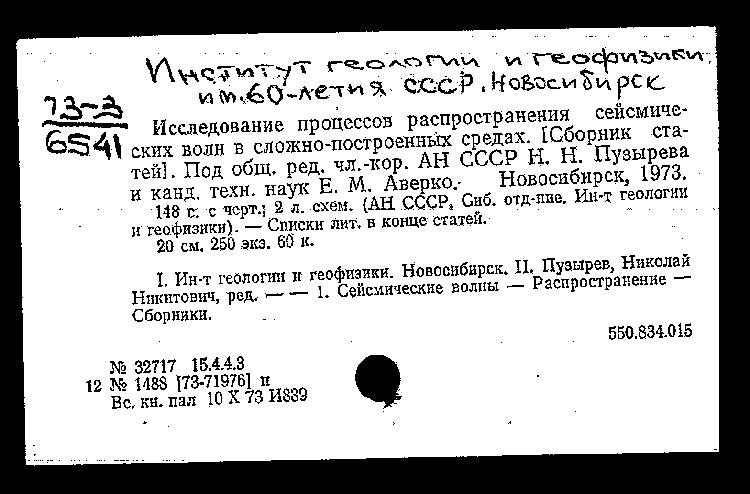 Институт геологии и геофизики
им. 60-летия СССР. Новосибирск
73-3
6541
Исследование процессов распространения сейсмиче-
ских волн в сложно-построенных средах. [Сборник ста-
тей]. Под общ. ред. чл.-кор. АН СССР Н. Н. Пузырева
и канд. техн. наук Е. М. Аверко.- Новосибирск, 1973.
148 с. с черт.; 2 л. схем. (АН СССР, Сиб. отд-ние. Ин-т геологии
и геофизики). — Списки лит. в конце статей.
20 см. 250 экз. 60 к.
I. Ин-т геологии и геофизики. Новосибирск. II. Пузырев, Николай
Никитович, ред. — — 1. Сейсмические волны — Распространение —
Сборники.
550.834.015
№ 32717 15.4.4.3
12 № 1488 [73-71976] п
Вс. кн. пал 10 X 73 И839